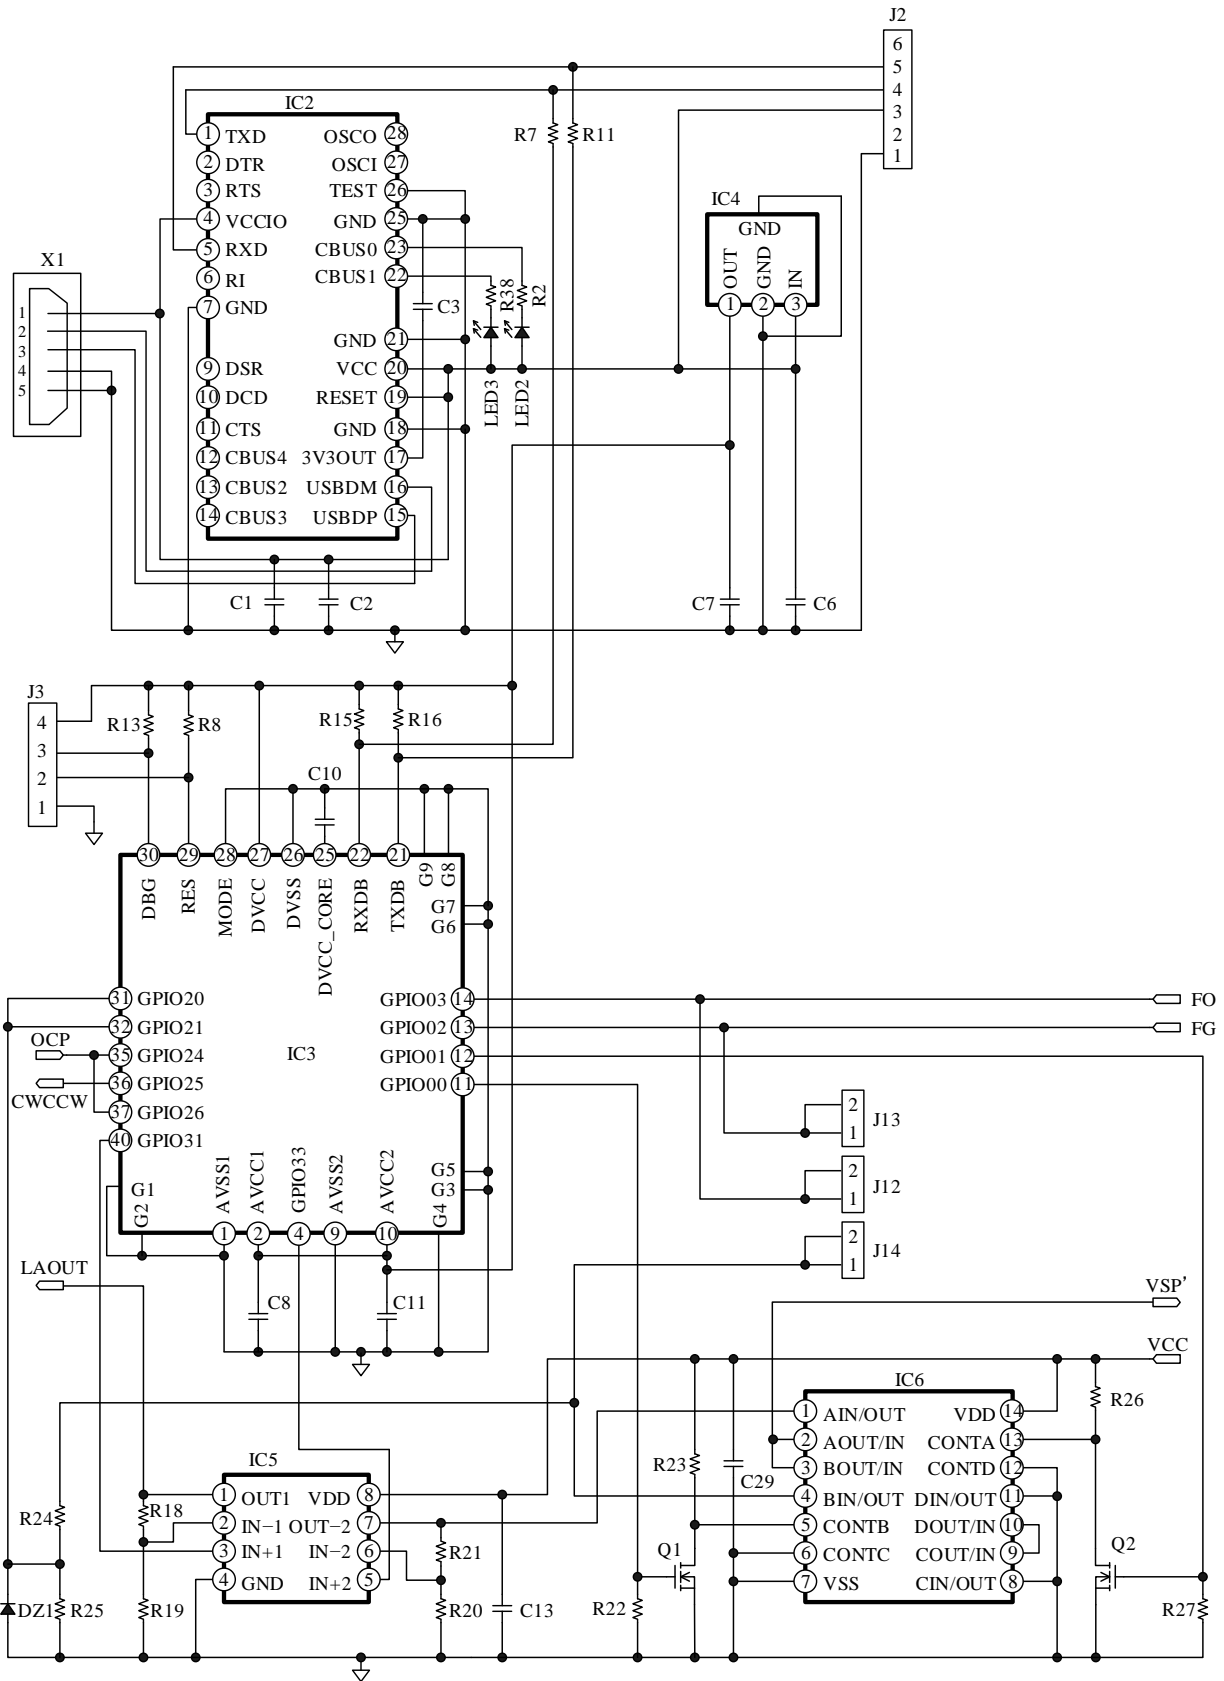 J2
6
5
4
3
2
1
IC2
1 TXD OSCO 28
2 DTR OSCI 27
3 RTS TEST 26
4 VCCIO GND 25
5 RXD CBUS0 23
6 RI CBUS1 22
7 GND
GND 21
9 DSR VCC 20
10 DCD RESET 19
11 CTS GND 18
12 CBUS4 3V3OUT 17
13 CBUS2 USBDM 16
14 CBUS3 USBDP 15
R7
R11
IC4
GND
OUT
GND
IN
1 2 3
X1
1
2
3
4
5
C3
R38
R2
LED3
LED2
C1
C2
C7
C6
J3
4
3
2
1
R13
R8
R15
R16
C10
30 29 28 27 26 25 22 21
DBG
RES
MODE
DVCC
DVSS
DVCC_CORE
RXDB
TXDB
G9
G8
G7
G6
31 GPIO20 GPIO03 14
32 GPIO21 GPIO02 13
35 GPIO24 GPIO01 12
36 GPIO25 GPIO00 11
37 GPIO26
40 GPIO31
IC3
OCP
CWCCW
FO
FG
G1
G2
AVSS1
AVCC1
GPIO33
AVSS2
AVCC2
G5
G3
G4
1 2 4 9 10
J13
2
1
J12
2
1
J14
2
1
LAOUT
C8
C11
VSP’
VCC
IC6
1 AIN/OUT VDD 14
2 AOUT/IN CONTA 13
3 BOUT/IN CONTD 12
4 BIN/OUT DIN/OUT 11
5 CONTB DOUT/IN 10
6 CONTC COUT/IN 9
7 VSS CIN/OUT 8
R26
R23
C29
IC5
1 OUT1 VDD 8
2 IN−1 OUT−2 7
3 IN+1 IN−2 6
4 GND IN+2 5
R18
R24
R21
Q1
Q2
DZ1
R25
R19
R20
C13
R22
R27